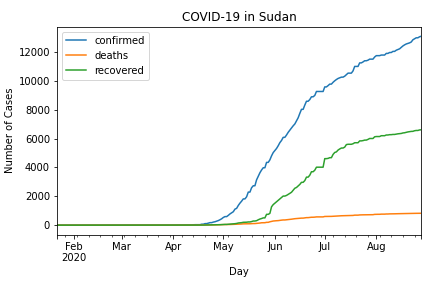 COVID-19 in Sudan
confirmed
deaths
recovered
Number of Cases
12000
10000
8000
6000
4000
2000
0
Feb Mar Apr May Jun Jul Aug
2020
Day